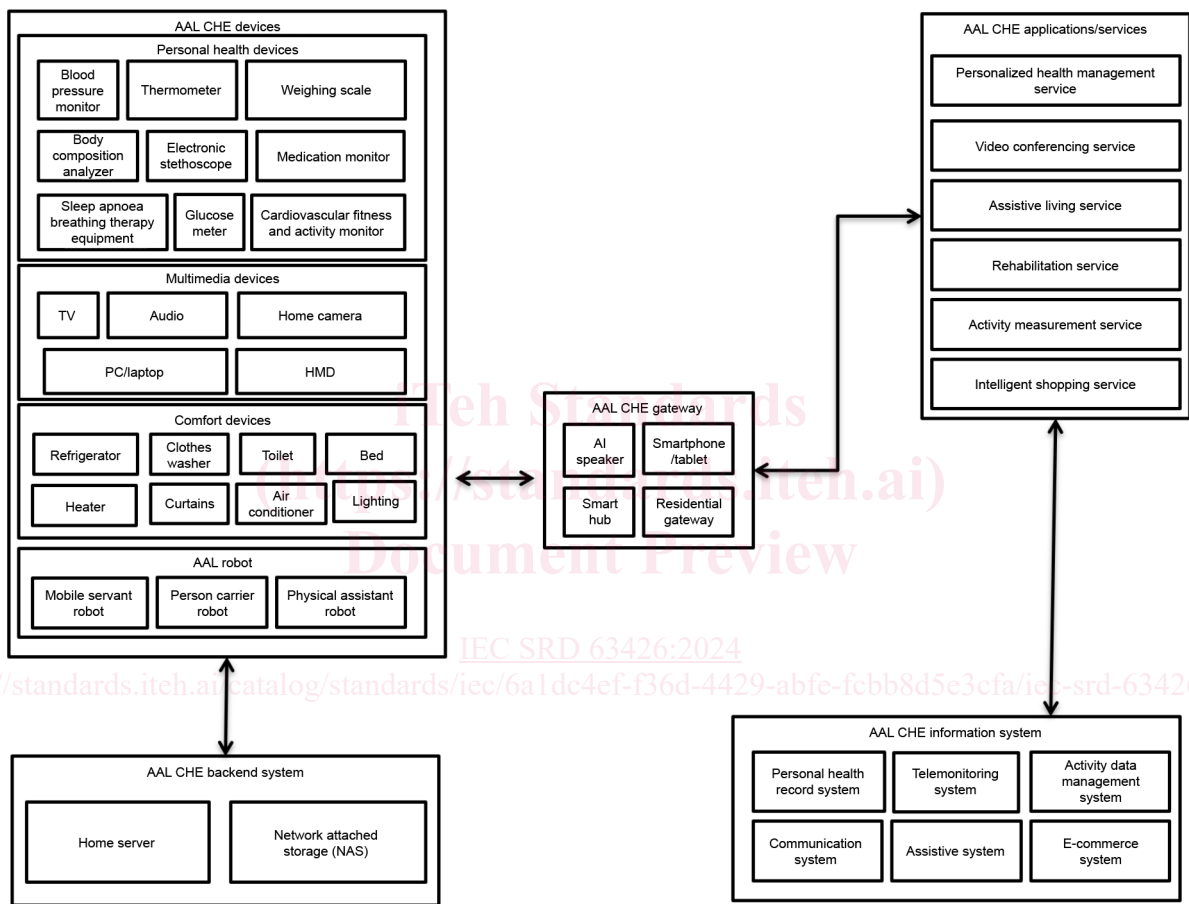 AAL CHE devices
Personal health devices
Blood
pressure
monitor
Thermometer
Weighing scale
Body
composition
analyzer
Electronic
stethoscope
Medication monitor
Sleep apnoea
breathing therapy
equipment
Glucose
meter
Cardiovascular fitness
and activity monitor
Multimedia devices
TV
Audio
Home camera
PC/laptop
HMD
Comfort devices
Refrigerator
Clothes
washer
Toilet
Bed
Heater
Curtains
Air
conditioner
Lighting
AAL robot
Mobile servant
robot
Person carrier
robot
Physical assistant
robot
AAL CHE backend system
Home server
Network attached
storage (NAS)
AAL CHE gateway
AI
speaker
Smartphone
/tablet
Smart
hub
Residential
gateway
AAL CHE applications/services
Personalized health management
service
Video conferencing service
Assistive living service
Rehabilitation service
Activity measurement service
Intelligent shopping service
AAL CHE information system
Personal health
record system
Telemonitoring
system
Activity data
management
system
Communication
system
Assistive system
E-commerce
system
iTeh Standards
(https://standards.iteh.ai)
Document Preview
IEC SRD 63426:2024
/standards.iteh.ai/catalog/standards/iec/6a1dc4ef-f36d-4429-abfe-fcbb8d5e3cfa/iec-srd-63426